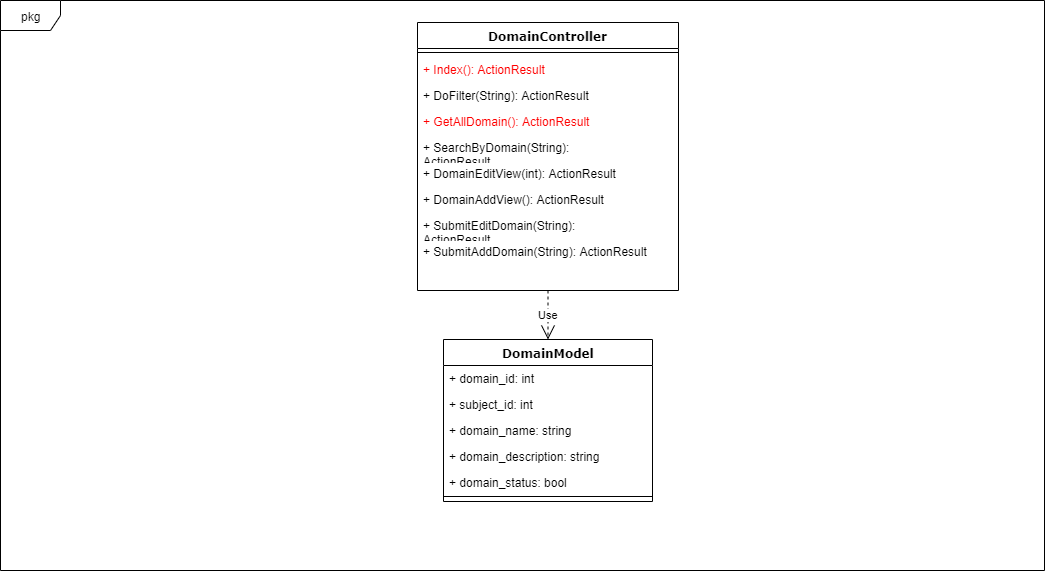 pkg
DomainController
+ Index(): ActionResult
+ DoFilter(String): ActionResult
+ GetAllDomain(): ActionResult
+ SearchByDomain(String):
ActionResult
+ DomainEditView(int): ActionResult
+ DomainAddView(): ActionResult
+ SubmitEditDomain(String):
ActionResult
+ SubmitAddDomain(String): ActionResult
Use
DomainModel
+ domain_id: int
+ subject_id: int
+ domain_name: string
+ domain_description: string
+ domain_status: bool